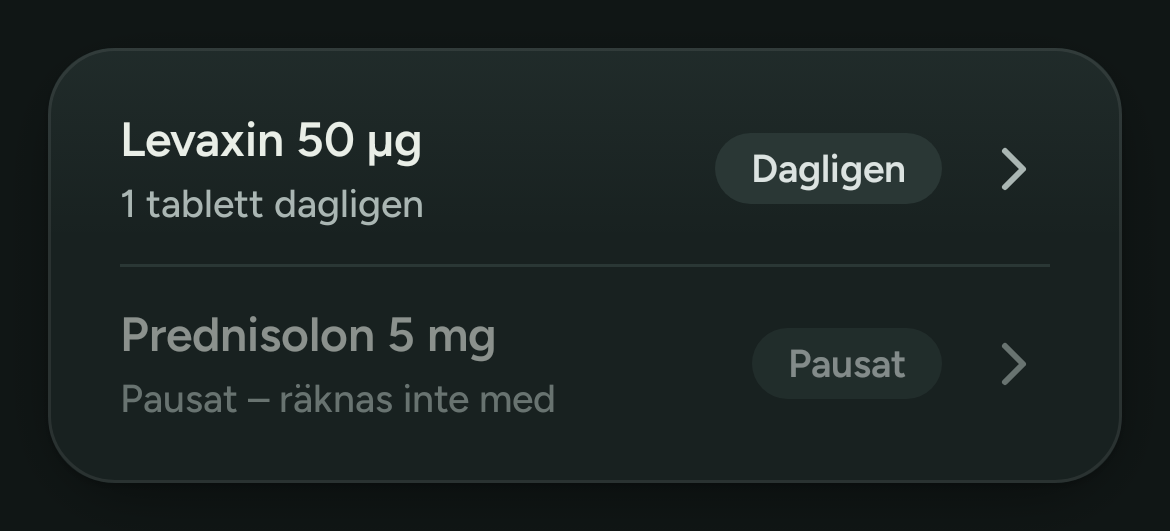 Levaxin 50 µg
1 tablett dagligen
Dagligen
Prednisolon 5 mg
Pausat – räknas inte med
Pausat